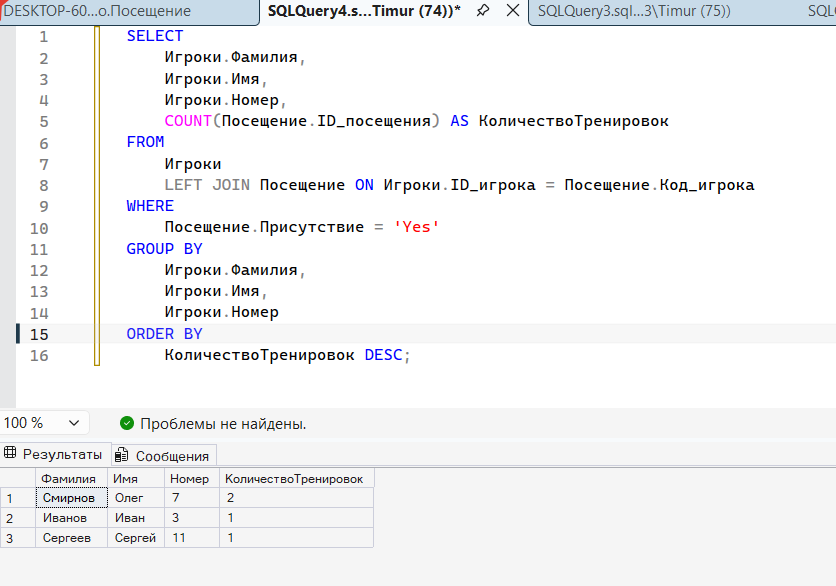 DESKTOP-60...о.Посещение
SQLQuery4.s...Timur (74))*
SQLQuery3.sql...3\Timur (75))
SQL
1 SELECT
2 Игроки.Фамилия,
3 Игроки.Имя,
4 Игроки.Номер,
5 COUNT(Посещение.ID_посещения) AS КоличествоТренировок
6 FROM
7 Игроки
8 LEFT JOIN Посещение ON Игроки.ID_игрока = Посещение.Код_игрока
9 WHERE
10 Посещение.Присутствие = 'Yes'
11 GROUP BY
12 Игроки.Фамилия,
13 Игроки.Имя,
14 Игроки.Номер
15 ORDER BY
16 КоличествоТренировок DESC;
100 %
Проблемы не найдены.
Результаты
Сообщения
Фамилия Имя Номер КоличествоТренировок
1 Смирнов Олег 7 2
2 Иванов Иван 3 1
3 Сергеев Сергей 11 1